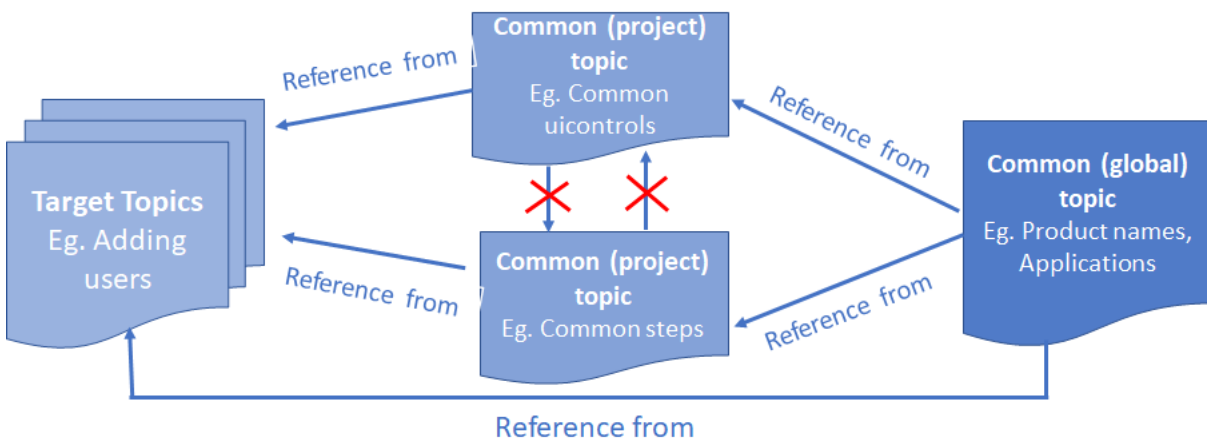 Common (project)
topic
Eg. Common
uicontrols
Reference from
Reference from
Target Topics
Eg. Adding
users
Common (global)
topic
Eg. Product names,
Applications
Common (project)
topic
Eg. Common steps
Reference from
Reference from
Reference from